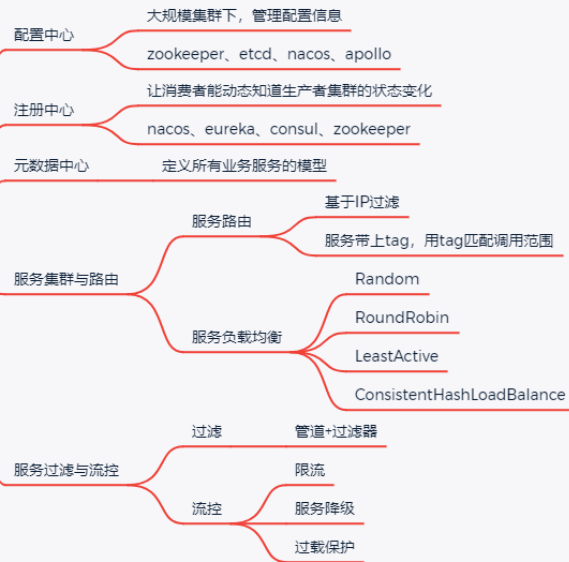 配置中心
大规模集群下，管理配置信息
zookeeper、etcd、nacos、apollo
注册中心
让消费者能动态知道生产者集群的状态变化
nacos、eureka、consul、zookeeper
元数据中心
定义所有业务服务的模型
服务集群与路由
服务路由
基于IP过滤
服务带上tag，用tag匹配调用范围
服务负载均衡
Random
RoundRobin
LeastActive
ConsistentHashLoadBalance
服务过滤与流控
过滤
管道+过滤器
流控
限流
服务降级
过载保护